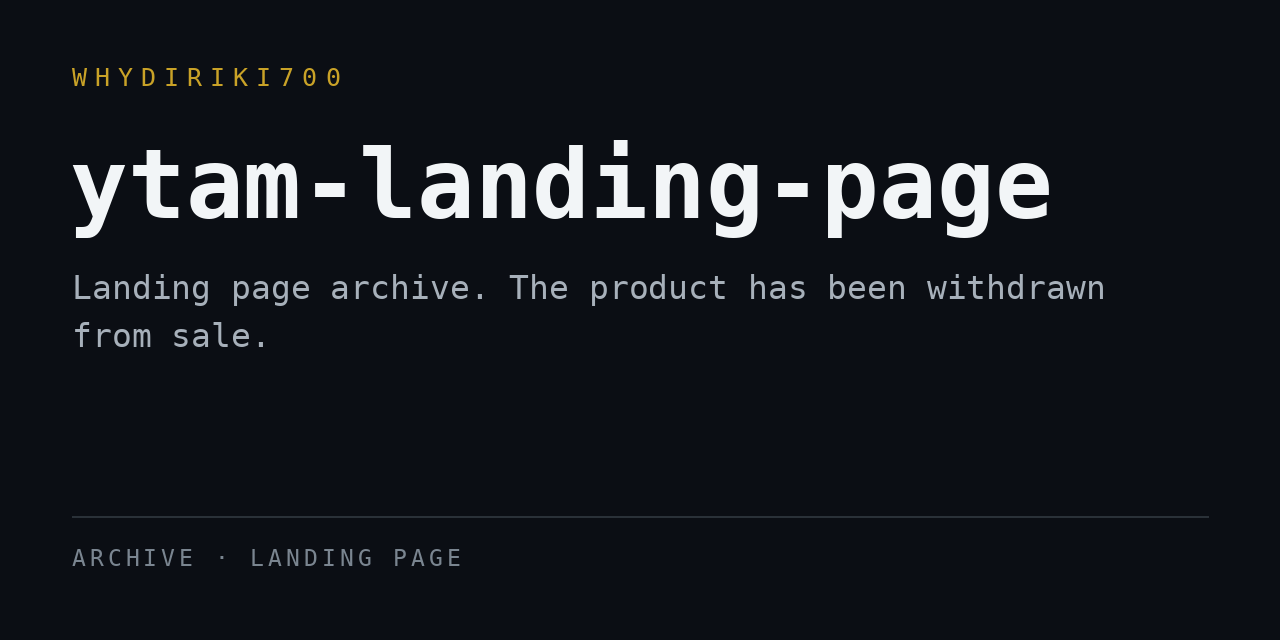 WHYDIRIKI700
ytam-landing-page
Landing page archive. The product has been withdrawn
from sale.
ARCHIVE · LANDING PAGE